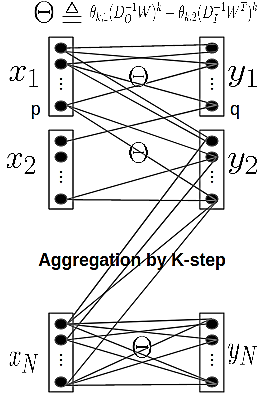 Θ ≜ θ_{k,1}(D_O^{-1}W)^k − θ_{k,2}(D_I^{-1}W^T)^k
x_1 Θ y_1
p q
x_2 Θ y_2
Aggregation by K-step
x_N Θ y_N